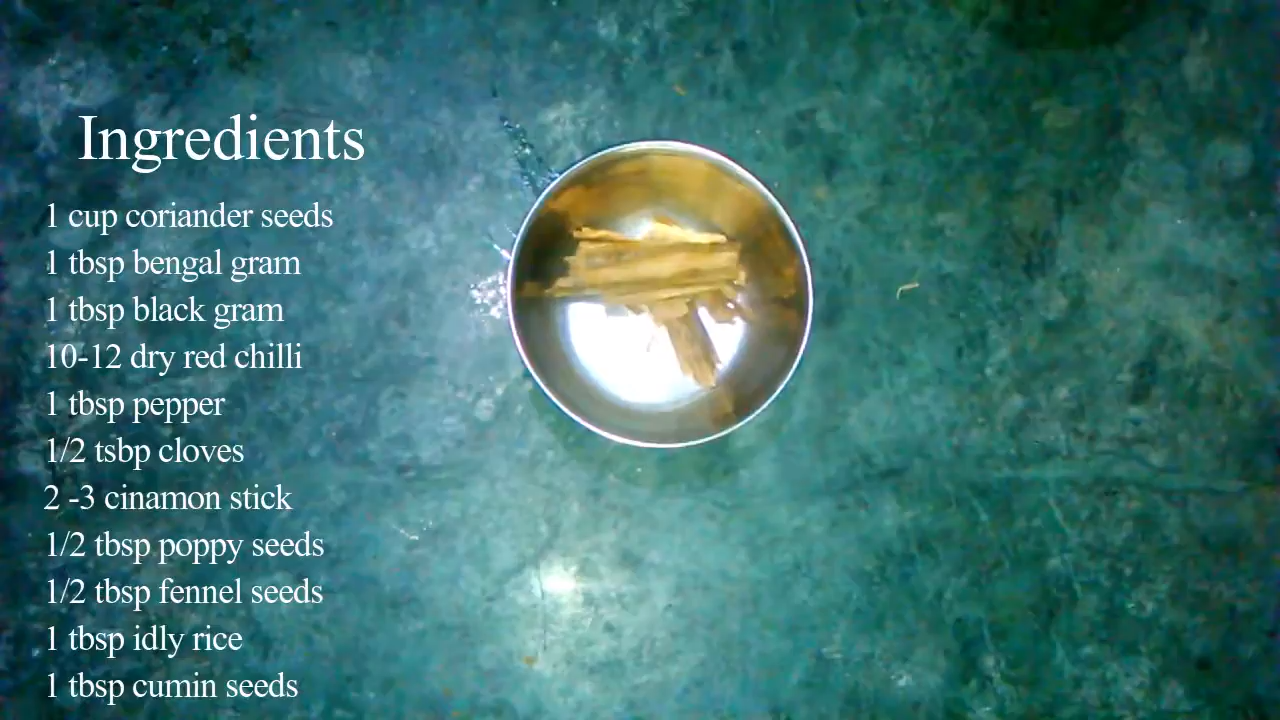 Ingredients
1 cup coriander seeds
1 tbsp bengal gram
1 tbsp black gram
10-12 dry red chilli
1 tbsp pepper
1/2 tsbp cloves
2 -3 cinamon stick
1/2 tbsp poppy seeds
1/2 tbsp fennel seeds
1 tbsp idly rice
1 tbsp cumin seeds